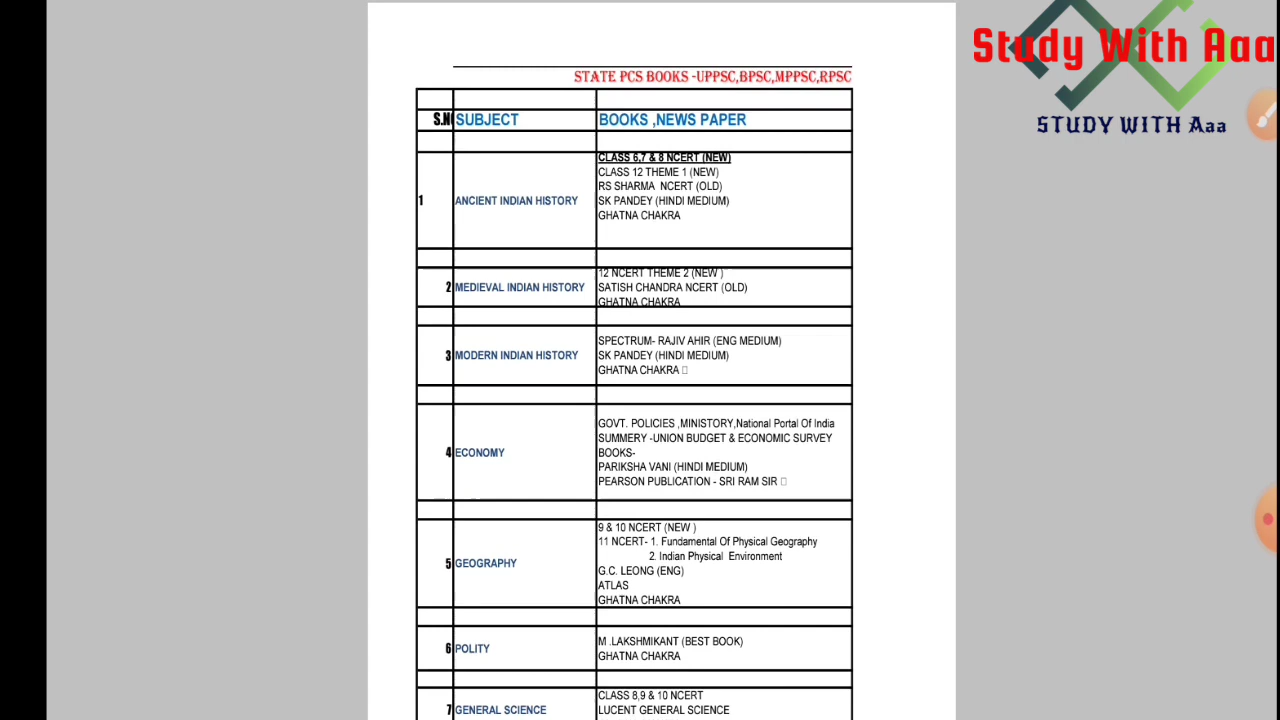 Study With Aaa
STUDY WITH Aaa
STATE PCS BOOKS -UPPSC,BPSC,MPPSC,RPSC
SUBJECT
BOOKS ,NEWS PAPER
1
ANCIENT INDIAN HISTORY
CLASS 6,7 & 8 NCERT (NEW)
CLASS 12 THEME 1 (NEW)
RS SHARMA NCERT (OLD)
SK PANDEY (HINDI MEDIUM)
GHATNA CHAKRA
2
MEDIEVAL INDIAN HISTORY
12 NCERT THEME 2 (NEW )
SATISH CHANDRA NCERT (OLD)
GHATNA CHAKRA
3
MODERN INDIAN HISTORY
SPECTRUM- RAJIV AHIR (ENG MEDIUM)
SK PANDEY (HINDI MEDIUM)
GHATNA CHAKRA
4
ECONOMY
GOVT. POLICIES ,MINISTORY,National Portal Of India
SUMMERY -UNION BUDGET & ECONOMIC SURVEY
BOOKS-
PARIKSHA VANI (HINDI MEDIUM)
PEARSON PUBLICATION - SRI RAM SIR
5
GEOGRAPHY
9 & 10 NCERT (NEW )
11 NCERT- 1. Fundamental Of Physical Geography
2. Indian Physical Environment
G.C. LEONG (ENG)
ATLAS
GHATNA CHAKRA
6
POLITY
M .LAKSHMIKANT (BEST BOOK)
GHATNA CHAKRA
7
GENERAL SCIENCE
CLASS 8,9 & 10 NCERT
LUCENT GENERAL SCIENCE